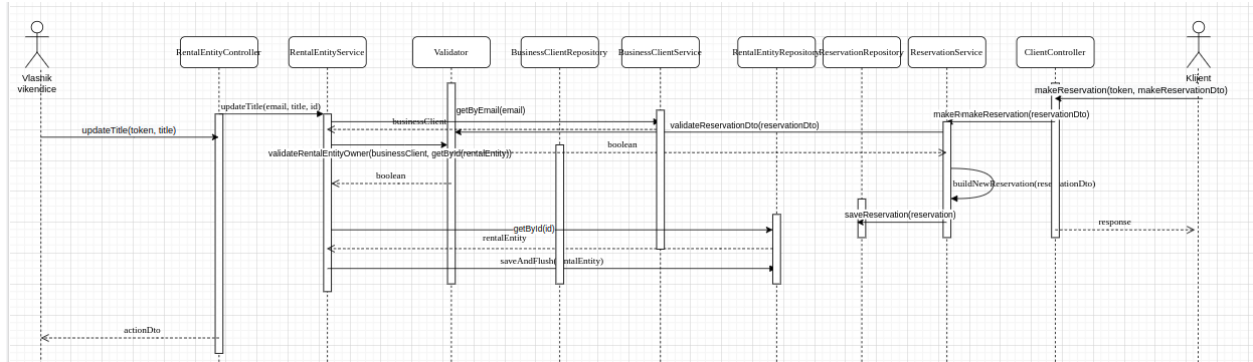 RentalEntityController
RentalEntityService
Validator
BusinessClientRepository
BusinessClientService
RentalEntityRepository
ReservationRepository
ReservationService
ClientController
Vlasnik
vikendice
Klijent
makeReservation(token, makeReservationDto)
updateTitle(email, title, id)
getByEmail(email)
makeReservation(reservationDto)
businessClient
validateReservationDto(reservationDto)
updateTitle(token, title)
boolean
validateRentalEntityOwner(businessClient, getById(rentalEntity))
boolean
buildNewReservation(reservationDto)
saveReservation(reservation)
response
getById(id)
rentalEntity
saveAndFlush(rentalEntity)
actionDto